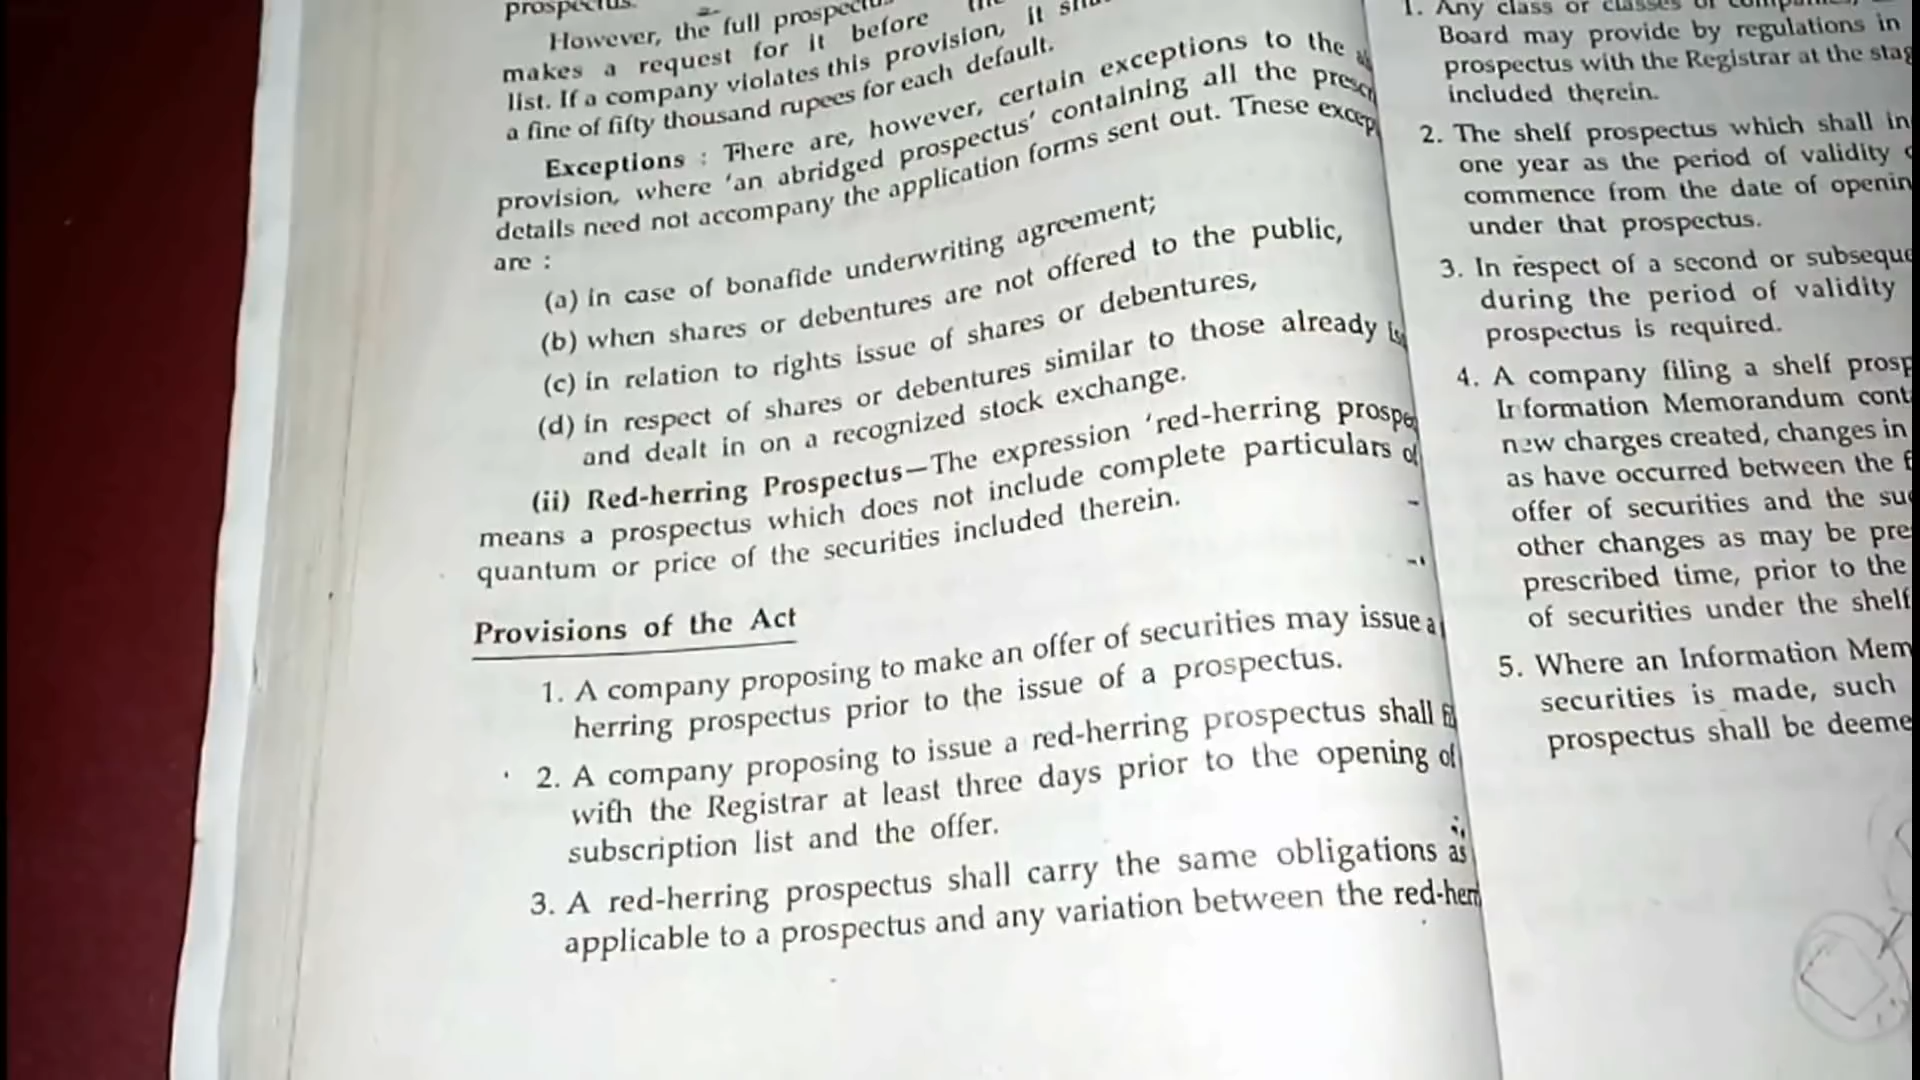 prospectus.
However, the full
makes a request for it before
list. If a company violates this provision, it
a fine of fifty thousand rupees for each default.
Exceptions : There are, however, certain exceptions to the
provision, where 'an abridged prospectus' containing all the
details need not accompany the application forms sent out. These
are :
(a) in case of bonafide underwriting agreement;
(b) when shares or debentures are not offered to the public,
(c) in relation to rights issue of shares or debentures,
(d) in respect of shares or debentures similar to those already
and dealt in on a recognized stock exchange.
(ii) Red-herring Prospectus—The expression 'red-herring
means a prospectus which does not include complete particulars of
quantum or price of the securities included therein.
Provisions of the Act
1. A company proposing to make an offer of securities may issue a
herring prospectus prior to the issue of a prospectus.
2. A company proposing to issue a red-herring prospectus shall
with the Registrar at least three days prior to the opening of
subscription list and the offer.
3. A red-herring prospectus shall carry the same obligations as
applicable to a prospectus and any variation between the red-herr
1. Any class or classes of
Board may provide by regulations in
prospectus with the Registrar at the
included therein.
2. The shelf prospectus which shall
one year as the period of validity
commence from the date of
under that prospectus.
3. In respect of a second or
during the period of validity
prospectus is required.
4. A company filing a shelf
Information Memorandum
new charges created, changes in
as have occurred between the
offer of securities and the
other changes as may be
prescribed time, prior to the
of securities under the shelf
5. Where an Information
securities is made, such
prospectus shall be